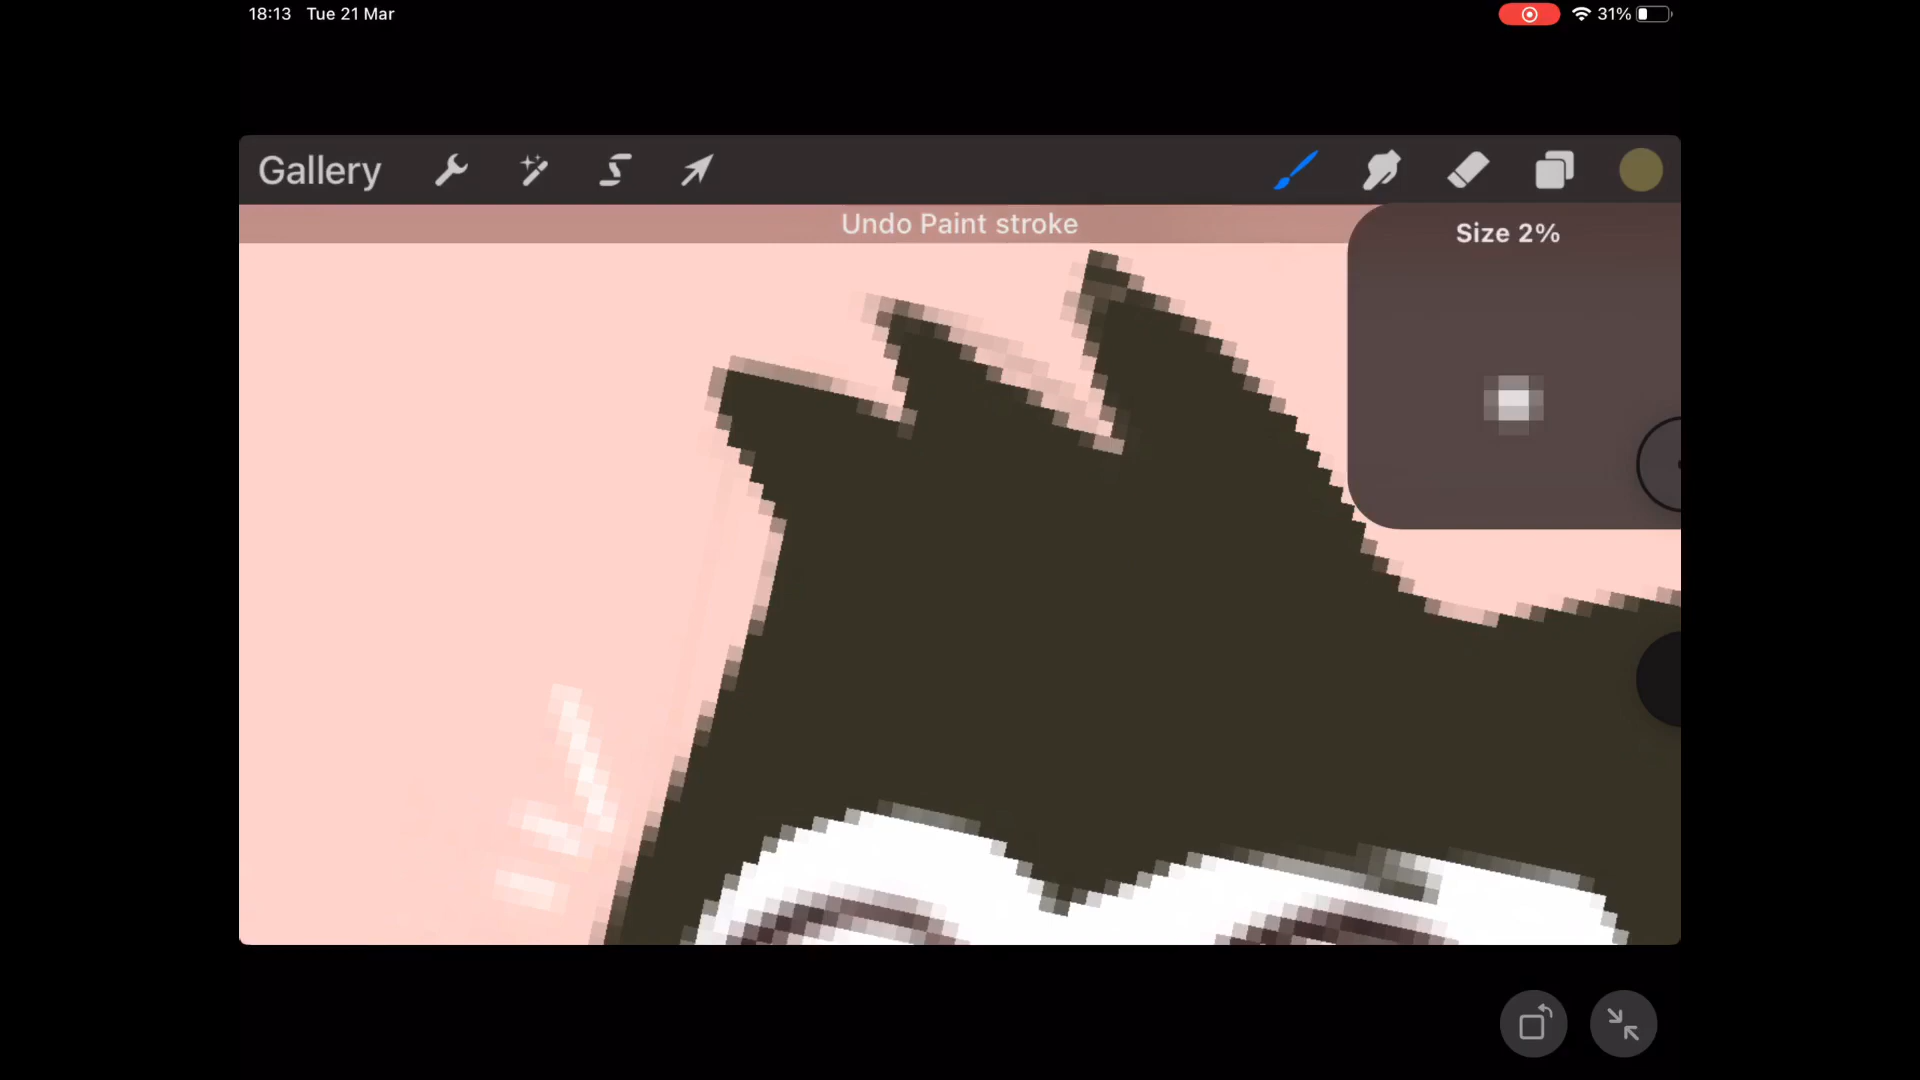 18:13 Tue 21 Mar
31%
Gallery
Undo Paint stroke
Size 2%